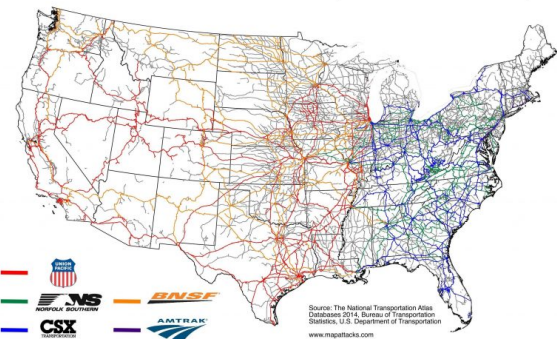 UNION
PACIFIC
NS
NORFOLK SOUTHERN
BNSF
CSX
TRANSPORTATION
AMTRAK
Source: The National Transportation Atlas
Databases 2014, Bureau of Transportation
Statistics, U.S. Department of Transportation
www.mapattacks.com